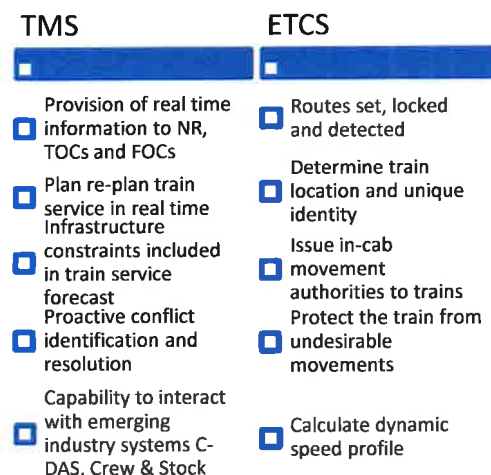 TMS
Provision of real time
information to NR,
TOCs and FOCs
Plan re-plan train
service in real time
Infrastructure
constraints included
in train service
forecast
Proactive conflict
identification and
resolution
Capability to interact
with emerging
industry systems C-
DAS, Crew & Stock
ETCS
Routes set, locked
and detected
Determine train
location and unique
identity
Issue in-cab
movement
authorities to trains
Protect the train from
undesirable
movements
Calculate dynamic
speed profile